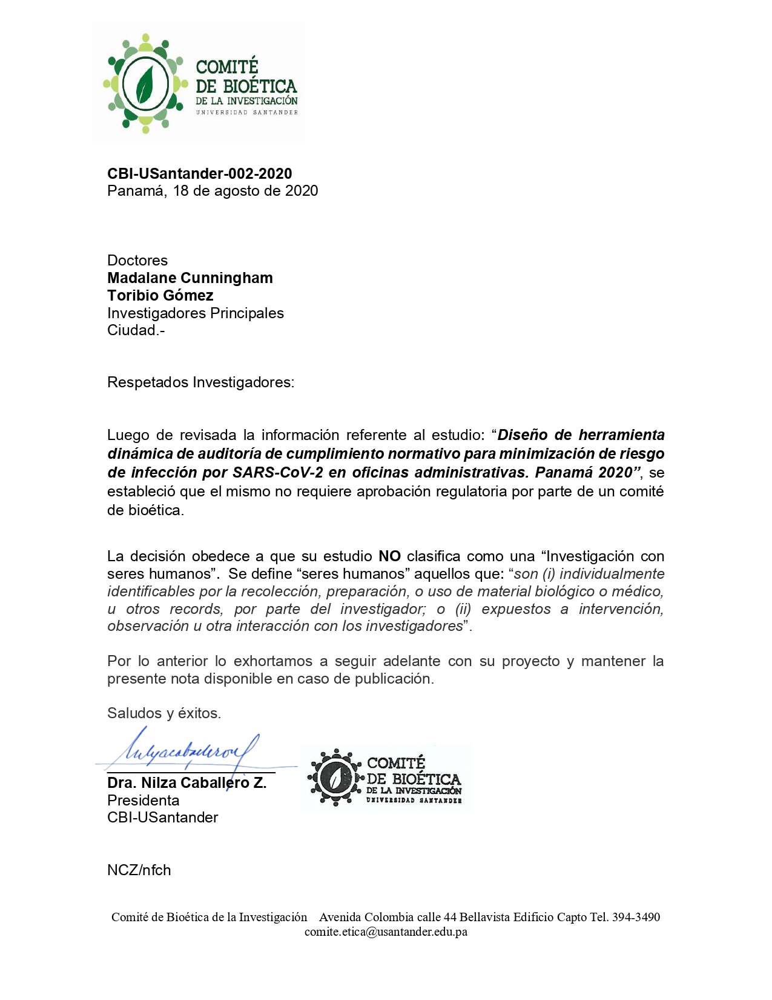 COMITÉ
DE BIOÉTICA
DE LA INVESTIGACIÓN
UNIVERSIDAD SANTANDER
CBI-USantander-002-2020
Panamá, 18 de agosto de 2020
Doctores
Madalane Cunningham
Toribio Gómez
Investigadores Principales
Ciudad.-
Respetados Investigadores:
Luego de revisada la información referente al estudio: “Diseño de herramienta
dinámica de auditoría de cumplimiento normativo para minimización de riesgo
de infección por SARS-CoV-2 en oficinas administrativas. Panamá 2020”, se
estableció que el mismo no requiere aprobación regulatoria por parte de un comité
de bioética.
La decisión obedece a que su estudio NO clasifica como una “Investigación con
seres humanos”.  Se define “seres humanos” aquellos que: “son (i) individualmente
identificables por la recolección, preparación, o uso de material biológico o médico,
u otros records, por parte del investigador; o (ii) expuestos a intervención,
observación u otra interacción con los investigadores”.
Por lo anterior lo exhortamos a seguir adelante con su proyecto y mantener la
presente nota disponible en caso de publicación.
Saludos y éxitos.
Dra. Nilza Caballero Z.
Presidenta
CBI-USantander
COMITÉ
DE BIOÉTICA
DE LA INVESTIGACIÓN
UNIVERSIDAD SANTANDER
NCZ/nfch
Comité de Bioética de la Investigación    Avenida Colombia calle 44 Bellavista Edificio Capto Tel. 394-3490
comite.etica@usantander.edu.pa